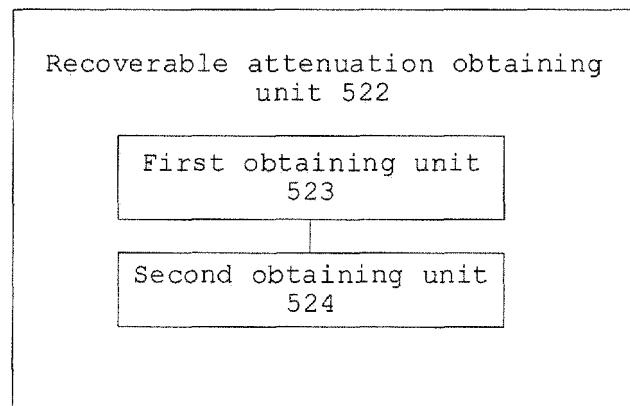 Recoverable attenuation obtaining
unit 522
First obtaining unit
523
Second obtaining unit
524